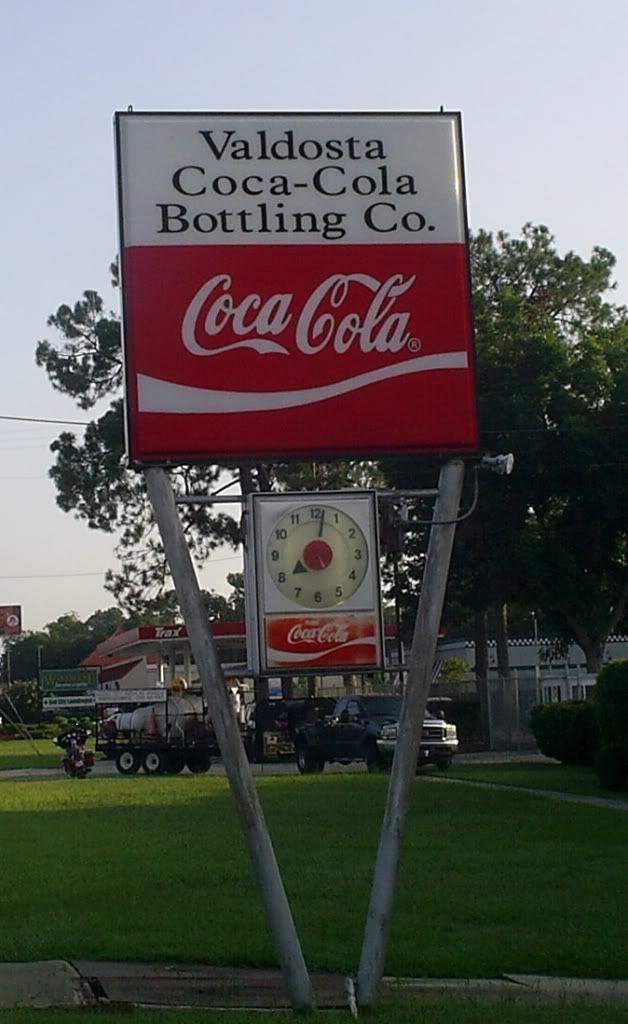 Valdosta
Coca-Cola
Bottling Co.
Coca-Cola®
12
1
2
3
4
5
6
7
8
9
10
11
Coca-Cola
Trax